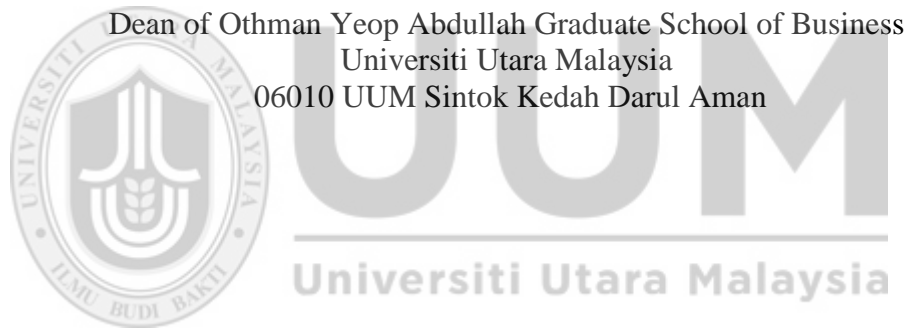 Dean of Othman Yeop Abdullah Graduate School of Business
Universiti Utara Malaysia
06010 UUM Sintok Kedah Darul Aman
UNIVERSITI UTARA MALAYSIA
ILMU BUDI BAKTI
UUM
Universiti Utara Malaysia